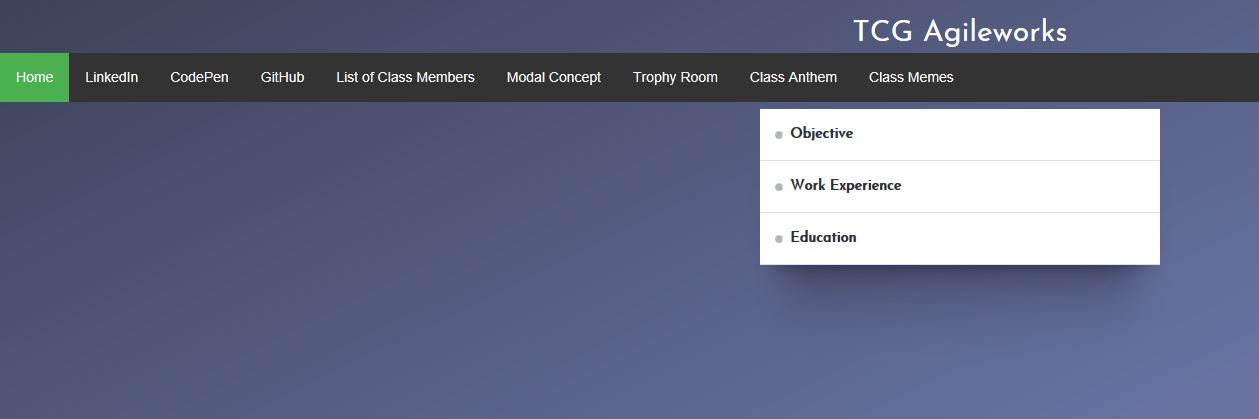 TCG Agileworks
Home LinkedIn CodePen GitHub List of Class Members Modal Concept Trophy Room Class Anthem Class Memes
Objective
Work Experience
Education